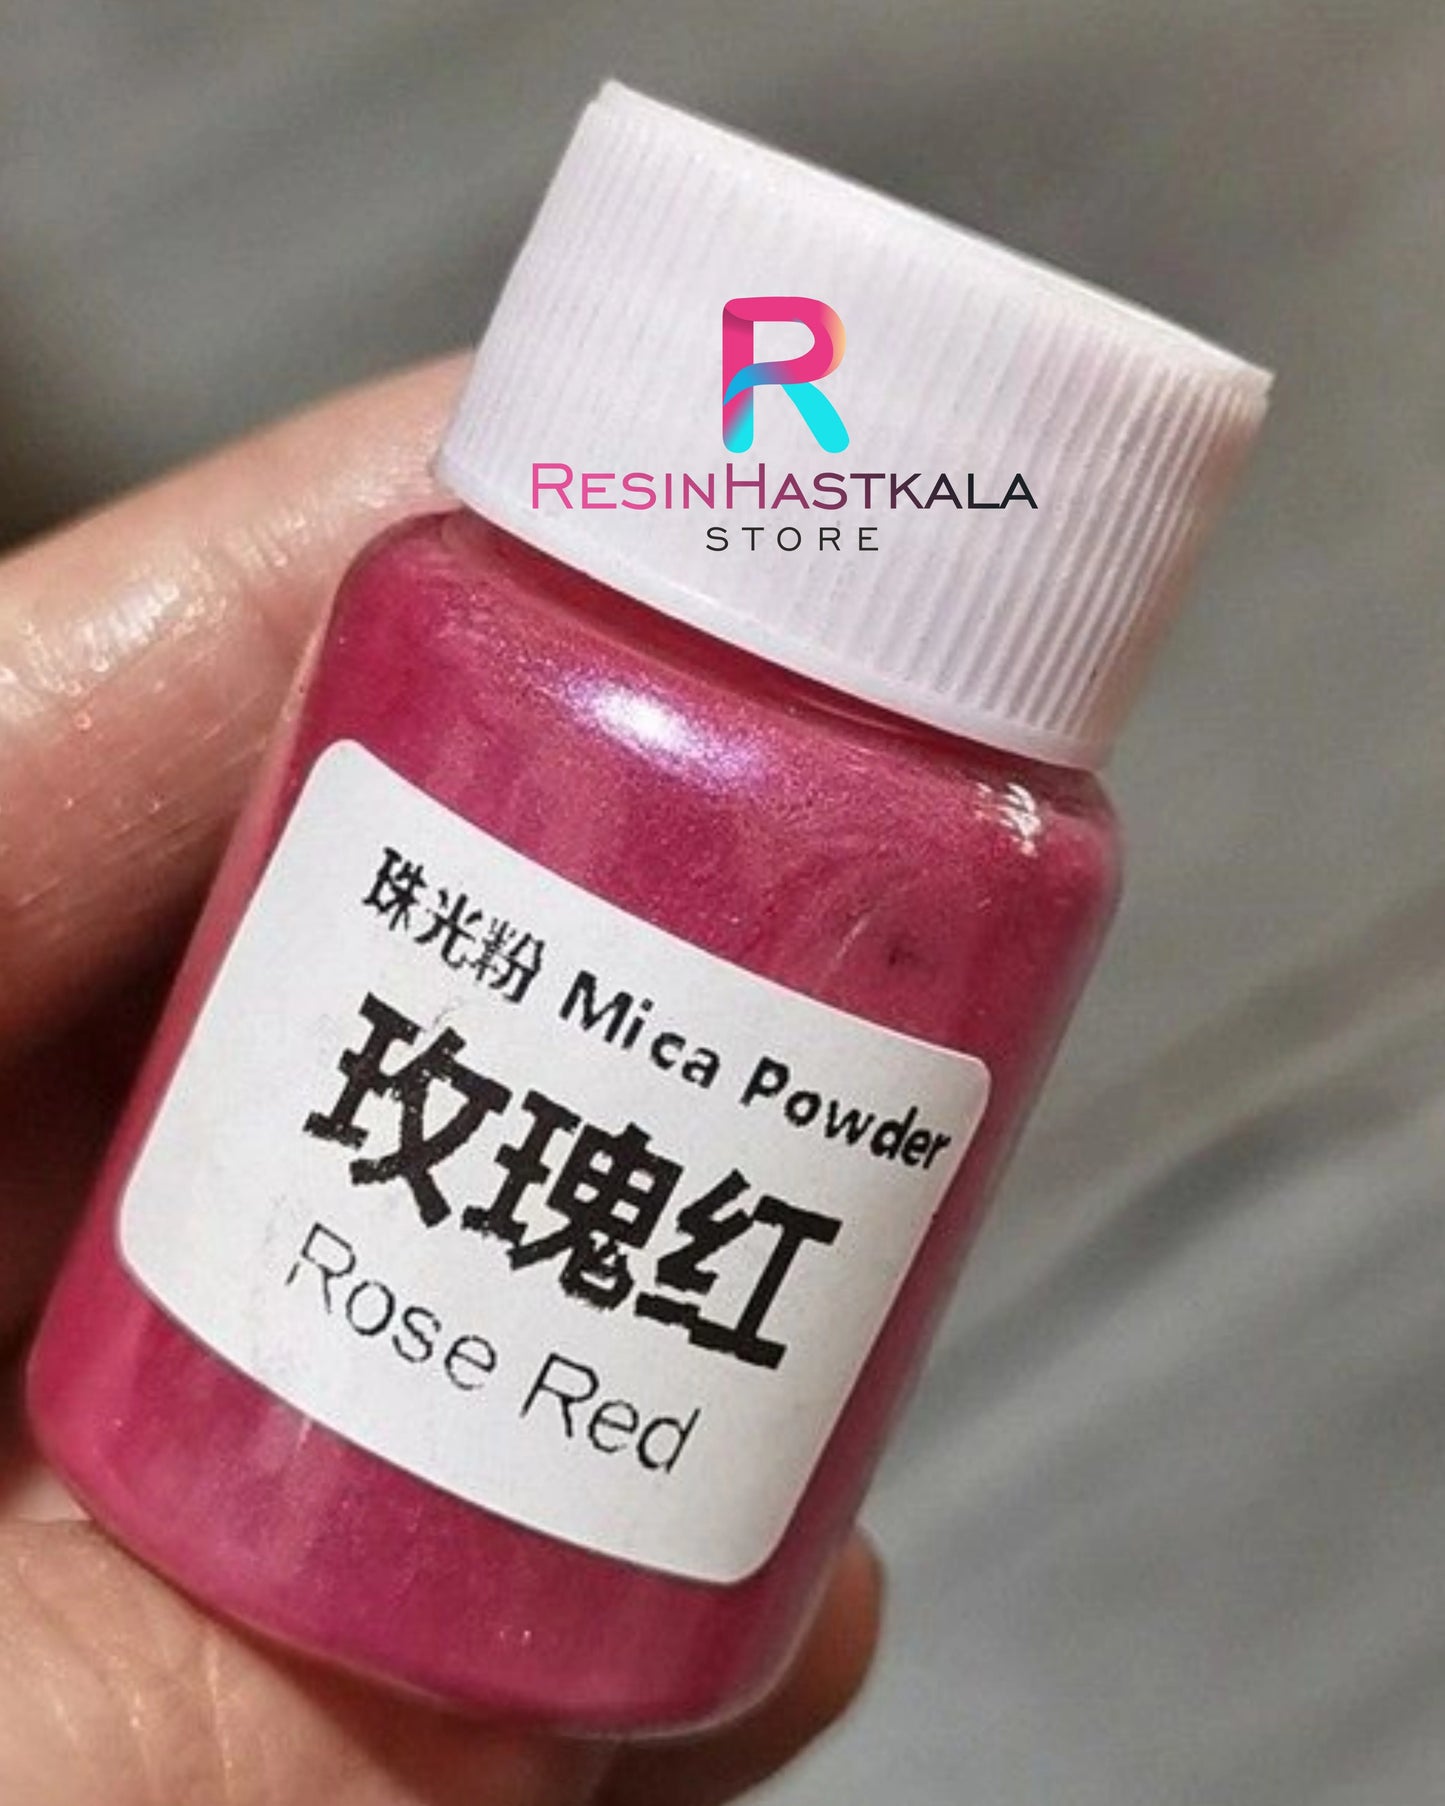 R
RESINHASTKALA
STORE
珠光粉 Mica Powder
玫瑰红
Rose Red